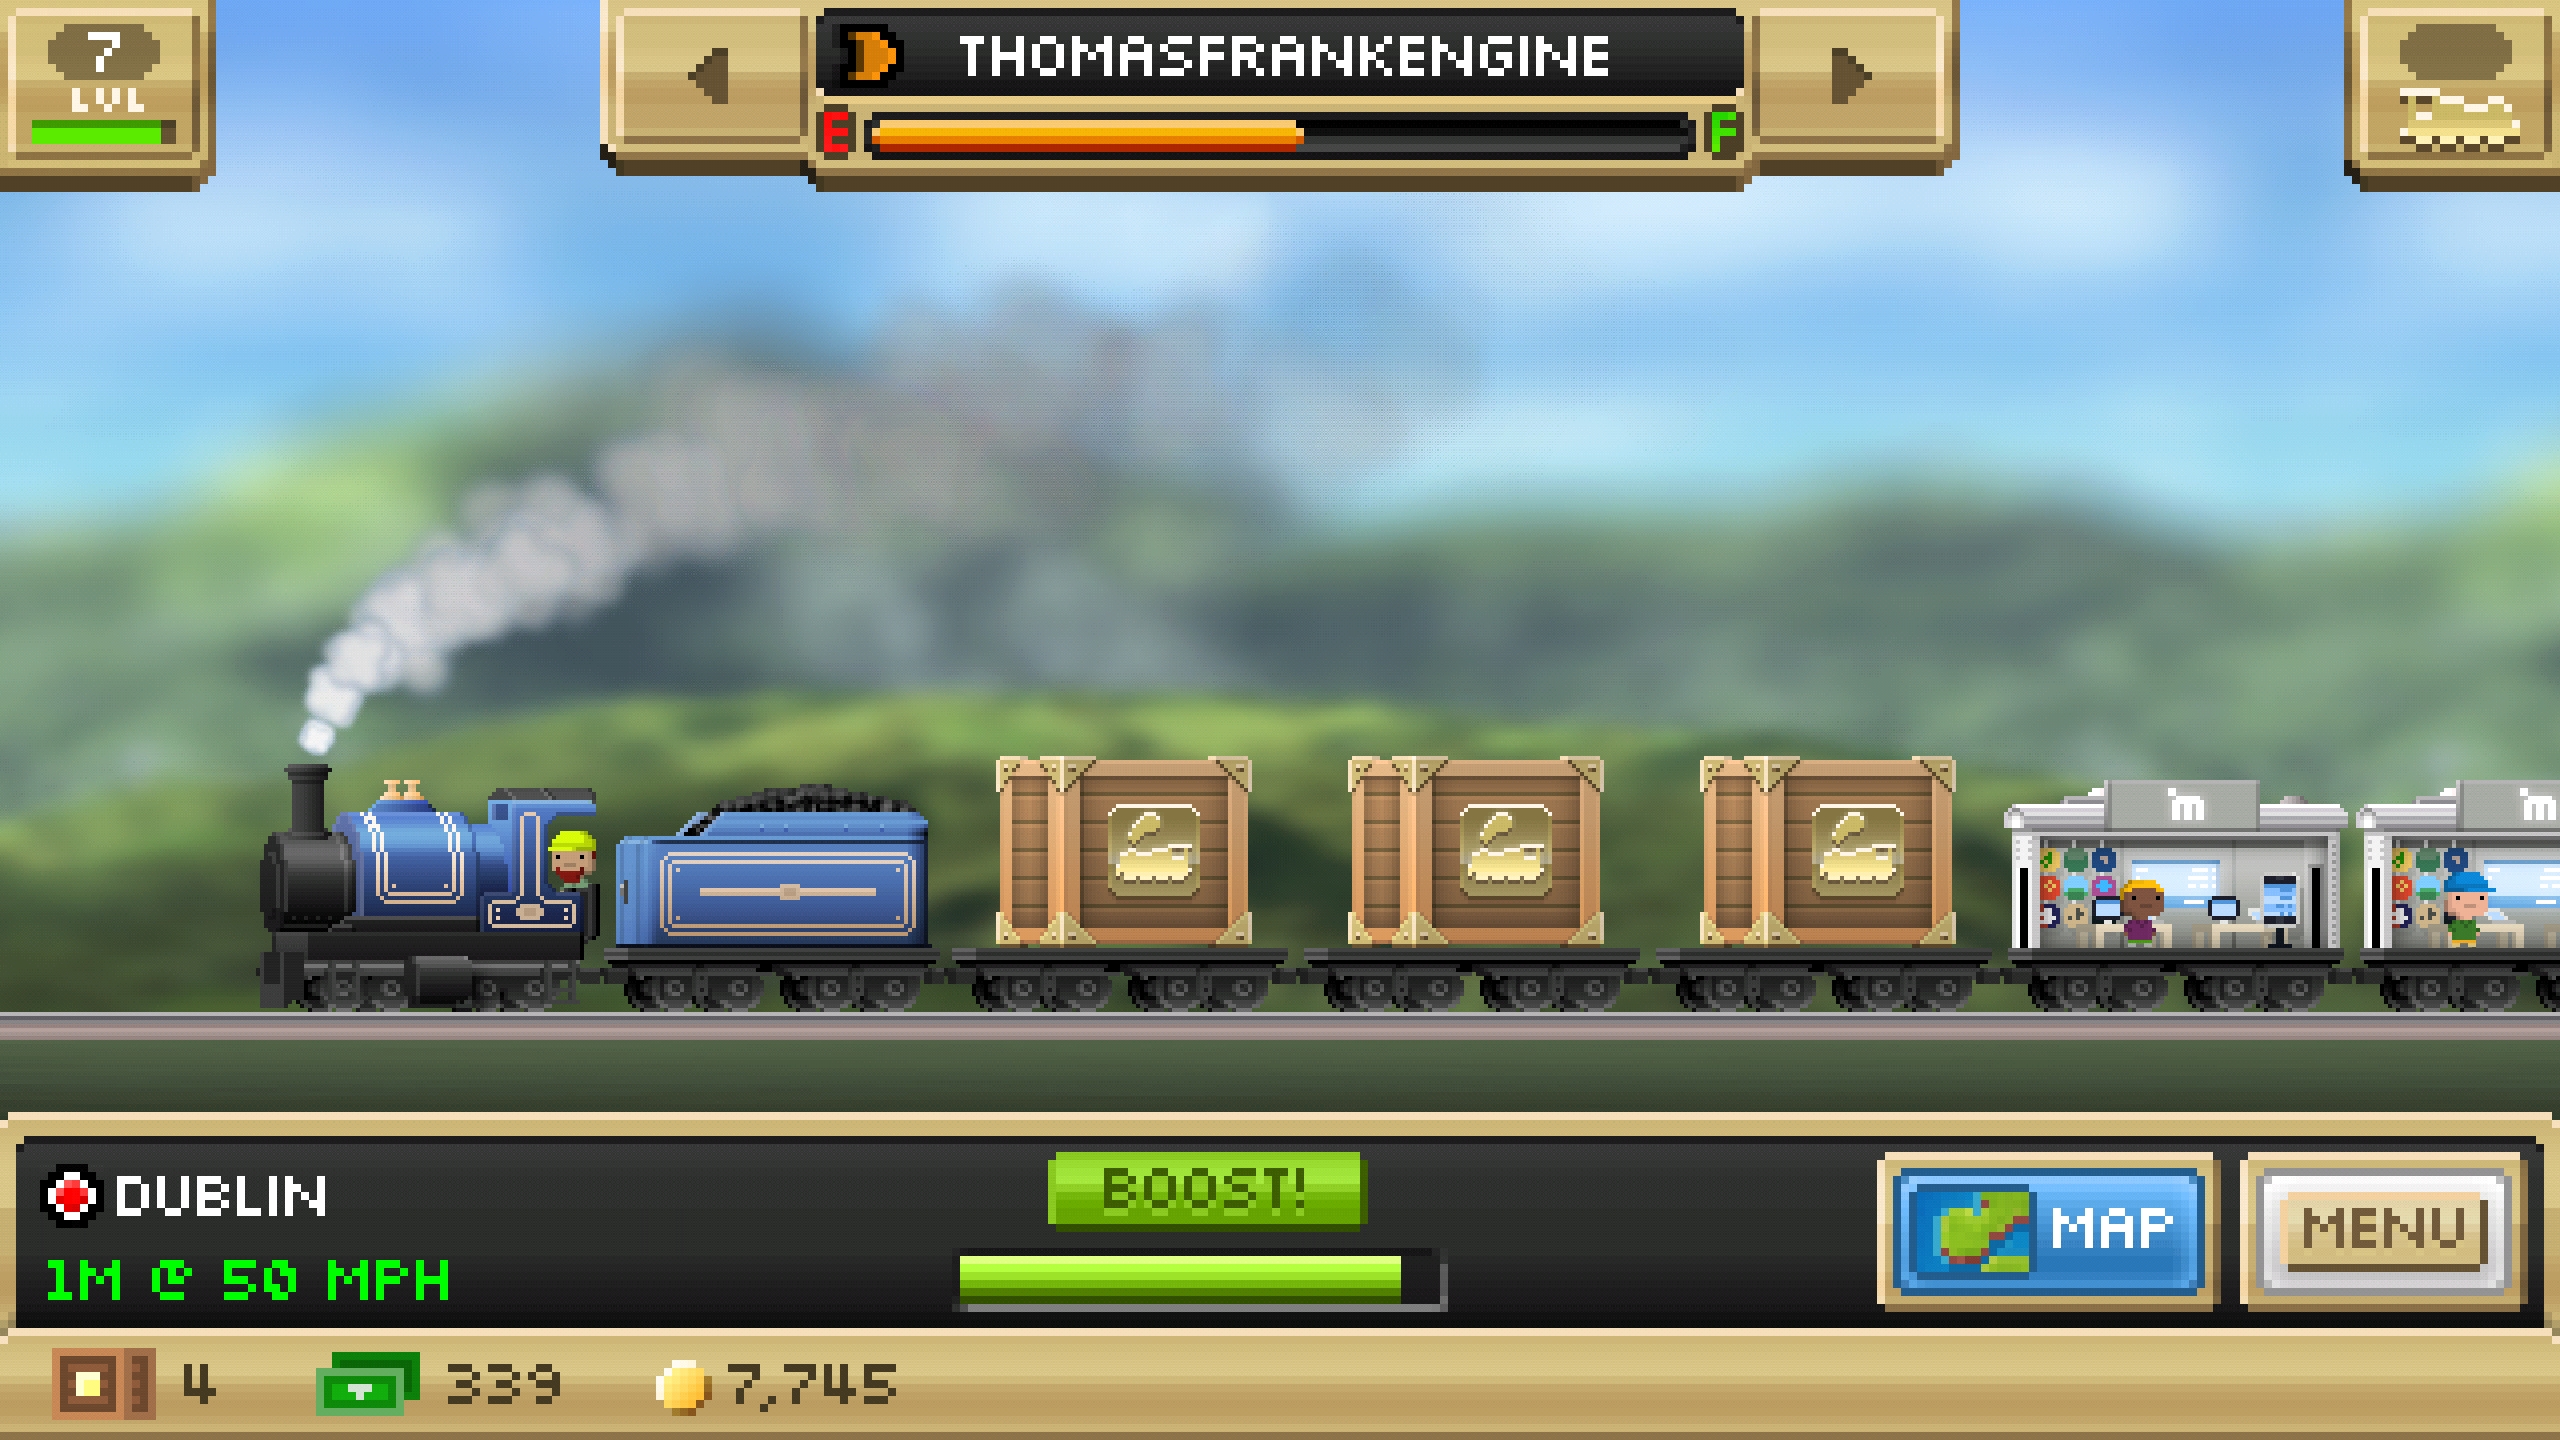 7
LVL
THOMASFRANKENGINE
E F
m m
DUBLIN
1M @ 50 MPH
BOOST!
MAP
MENU
4 339 7,745